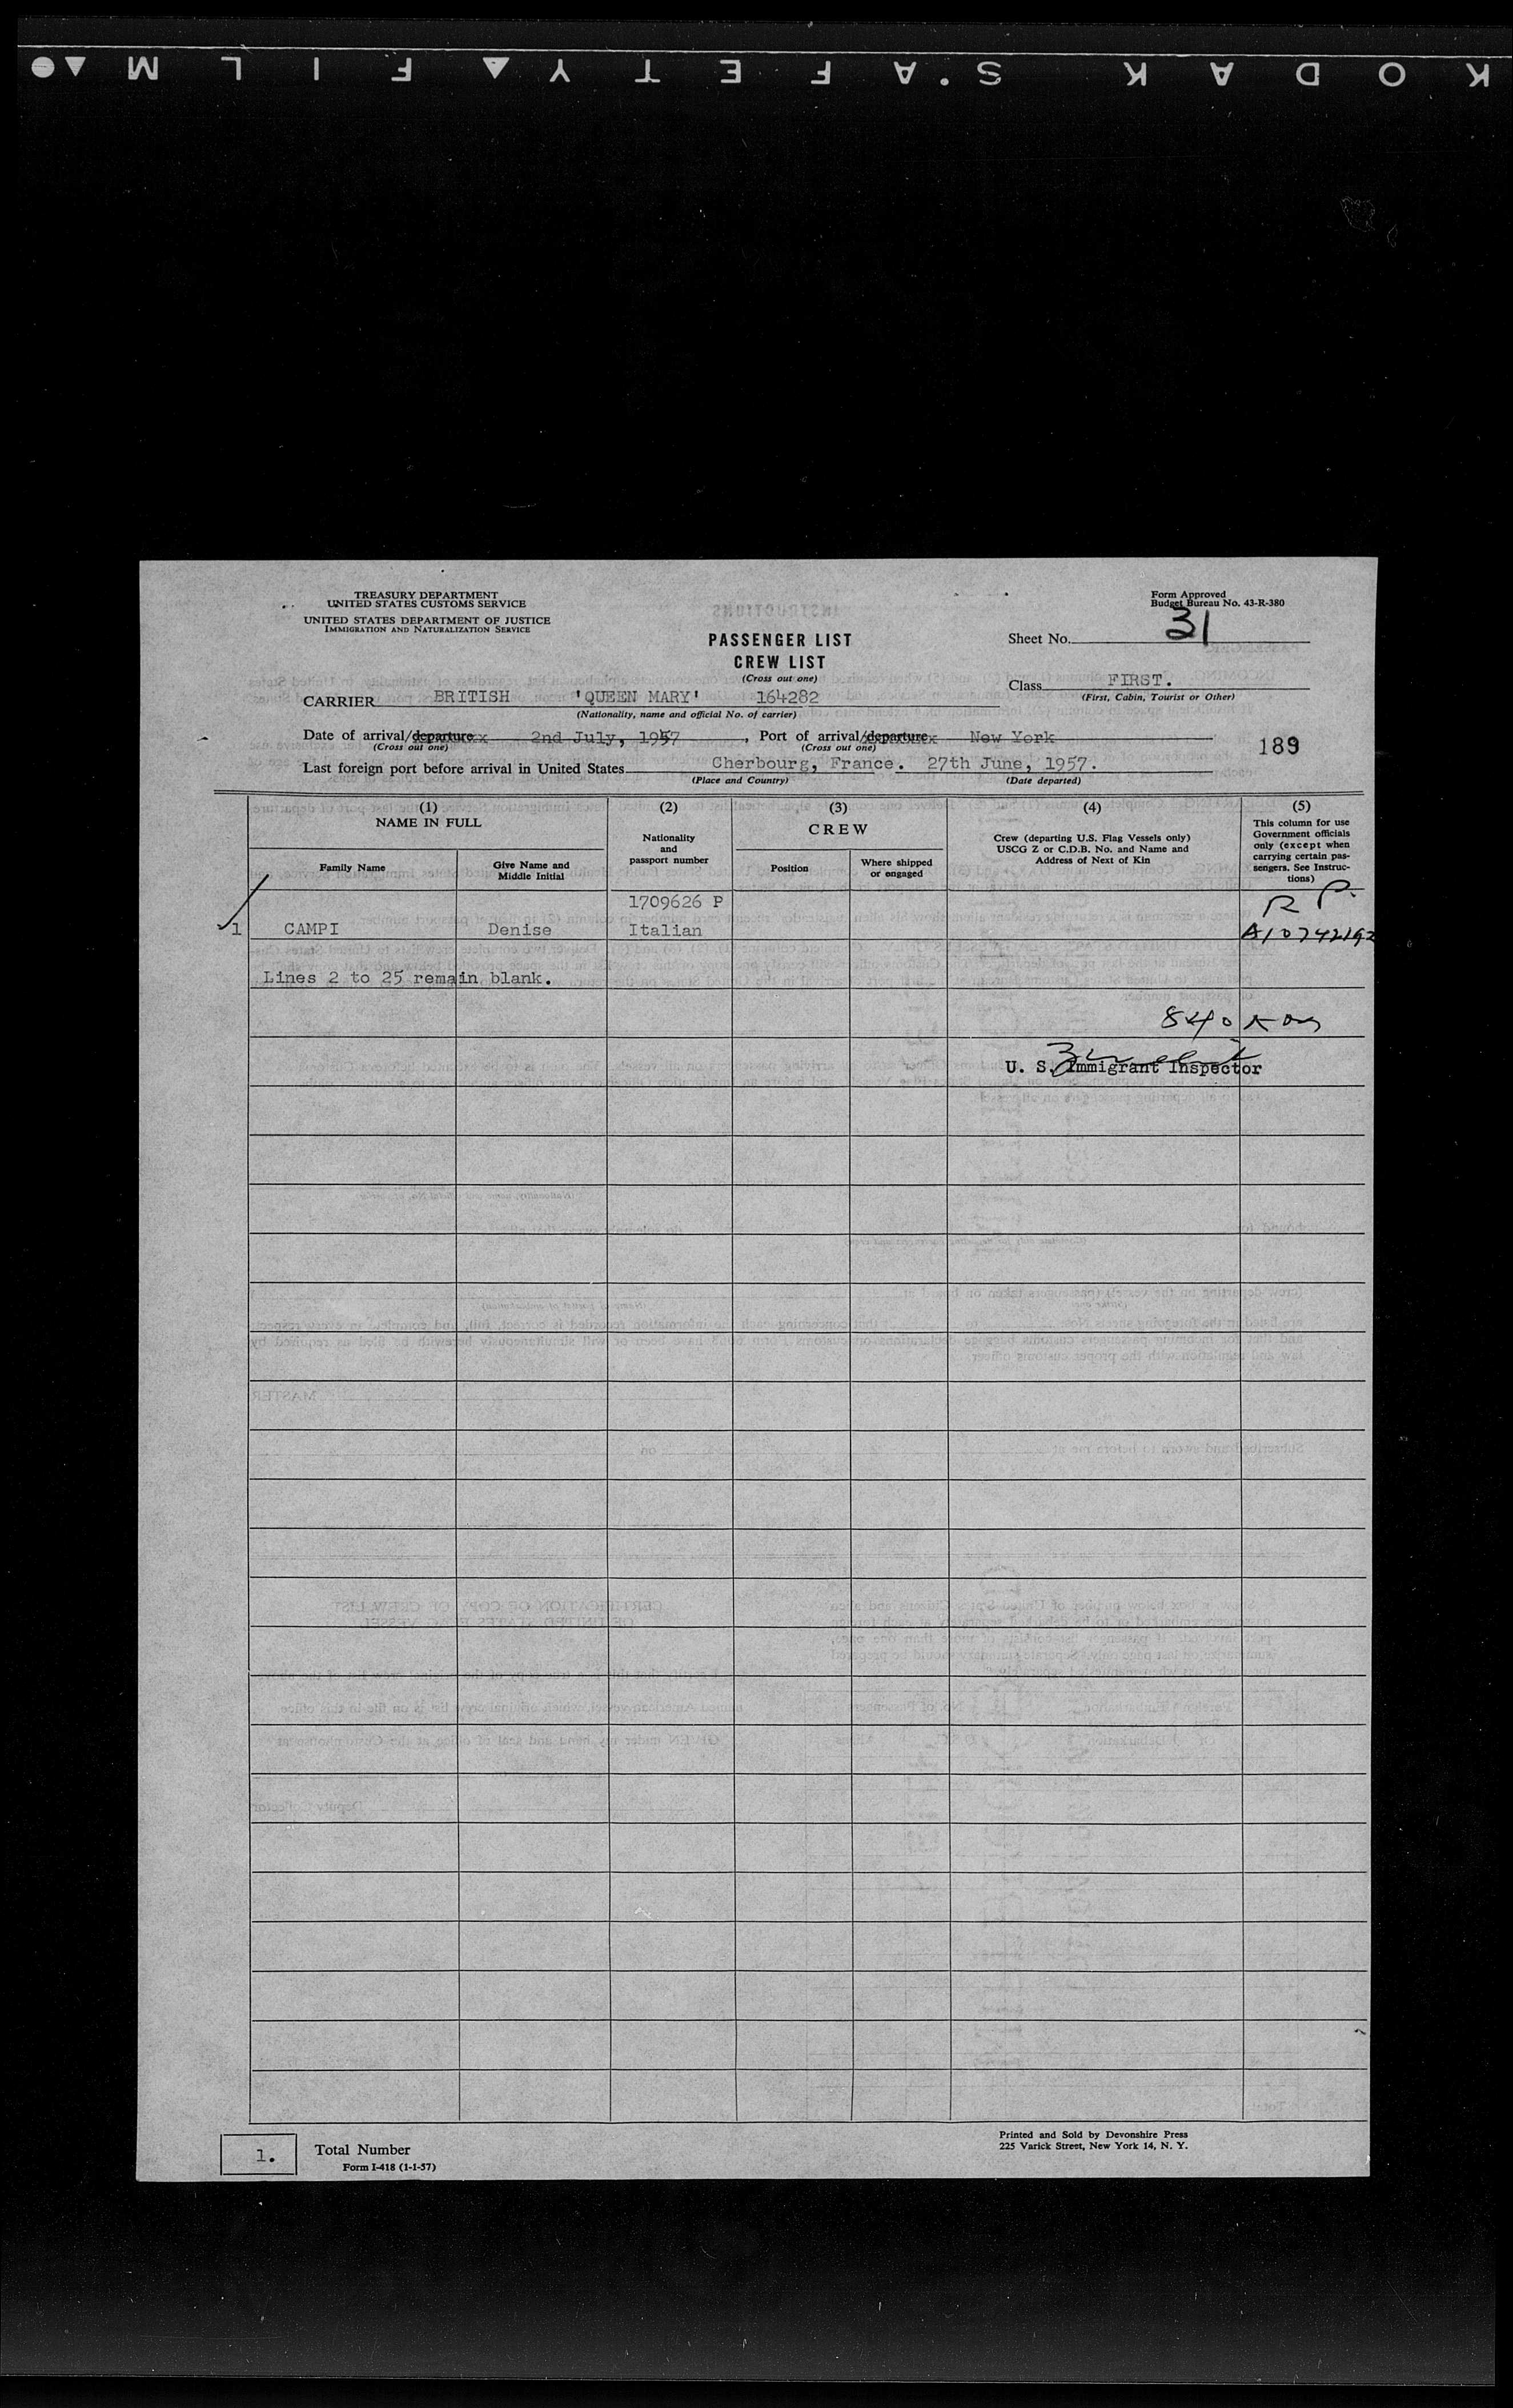 KODAK S.AFETY FILM
TREASURY DEPARTMENT
UNITED STATES CUSTOMS SERVICE
UNITED STATES DEPARTMENT OF JUSTICE
IMMIGRATION AND NATURALIZATION SERVICE
Form Approved
Budget Bureau No. 43-R-380
PASSENGER LIST
CREW LIST
(Cross out one)
Sheet No. 31
CARRIER BRITISH 'QUEEN MARY' 164282
(Nationality, name and official No. of carrier)
Class FIRST.
(First, Cabin, Tourist or Other)
Date of arrival/departure 2nd July, 1957, Port of arrival/departure New York
(Cross out one) (Cross out one)
189
Last foreign port before arrival in United States Cherbourg, France. 27th June, 1957.
(Place and Country) (Date departed)
(1) (2) (3) (4) (5)
NAME IN FULL
Family Name
Give Name and
Middle Initial
Nationality
and
passport number
CREW
Position
Where shipped
or engaged
Crew (departing U.S. Flag Vessels only)
USCG Z or C.D.B. No. and Name and
Address of Next of Kin
This column for use
Government officials
only (except when
carrying certain pas-
sengers. See Instruc-
tions)
1709626 P R P.
1 CAMPI Denise Italian A10742192
Lines 2 to 25 remain blank.
840
U. S. Immigrant Inspector
1. Total Number
Form I-418 (1-1-57)
Printed and Sold by Devonshire Press
225 Varick Street, New York 14, N. Y.